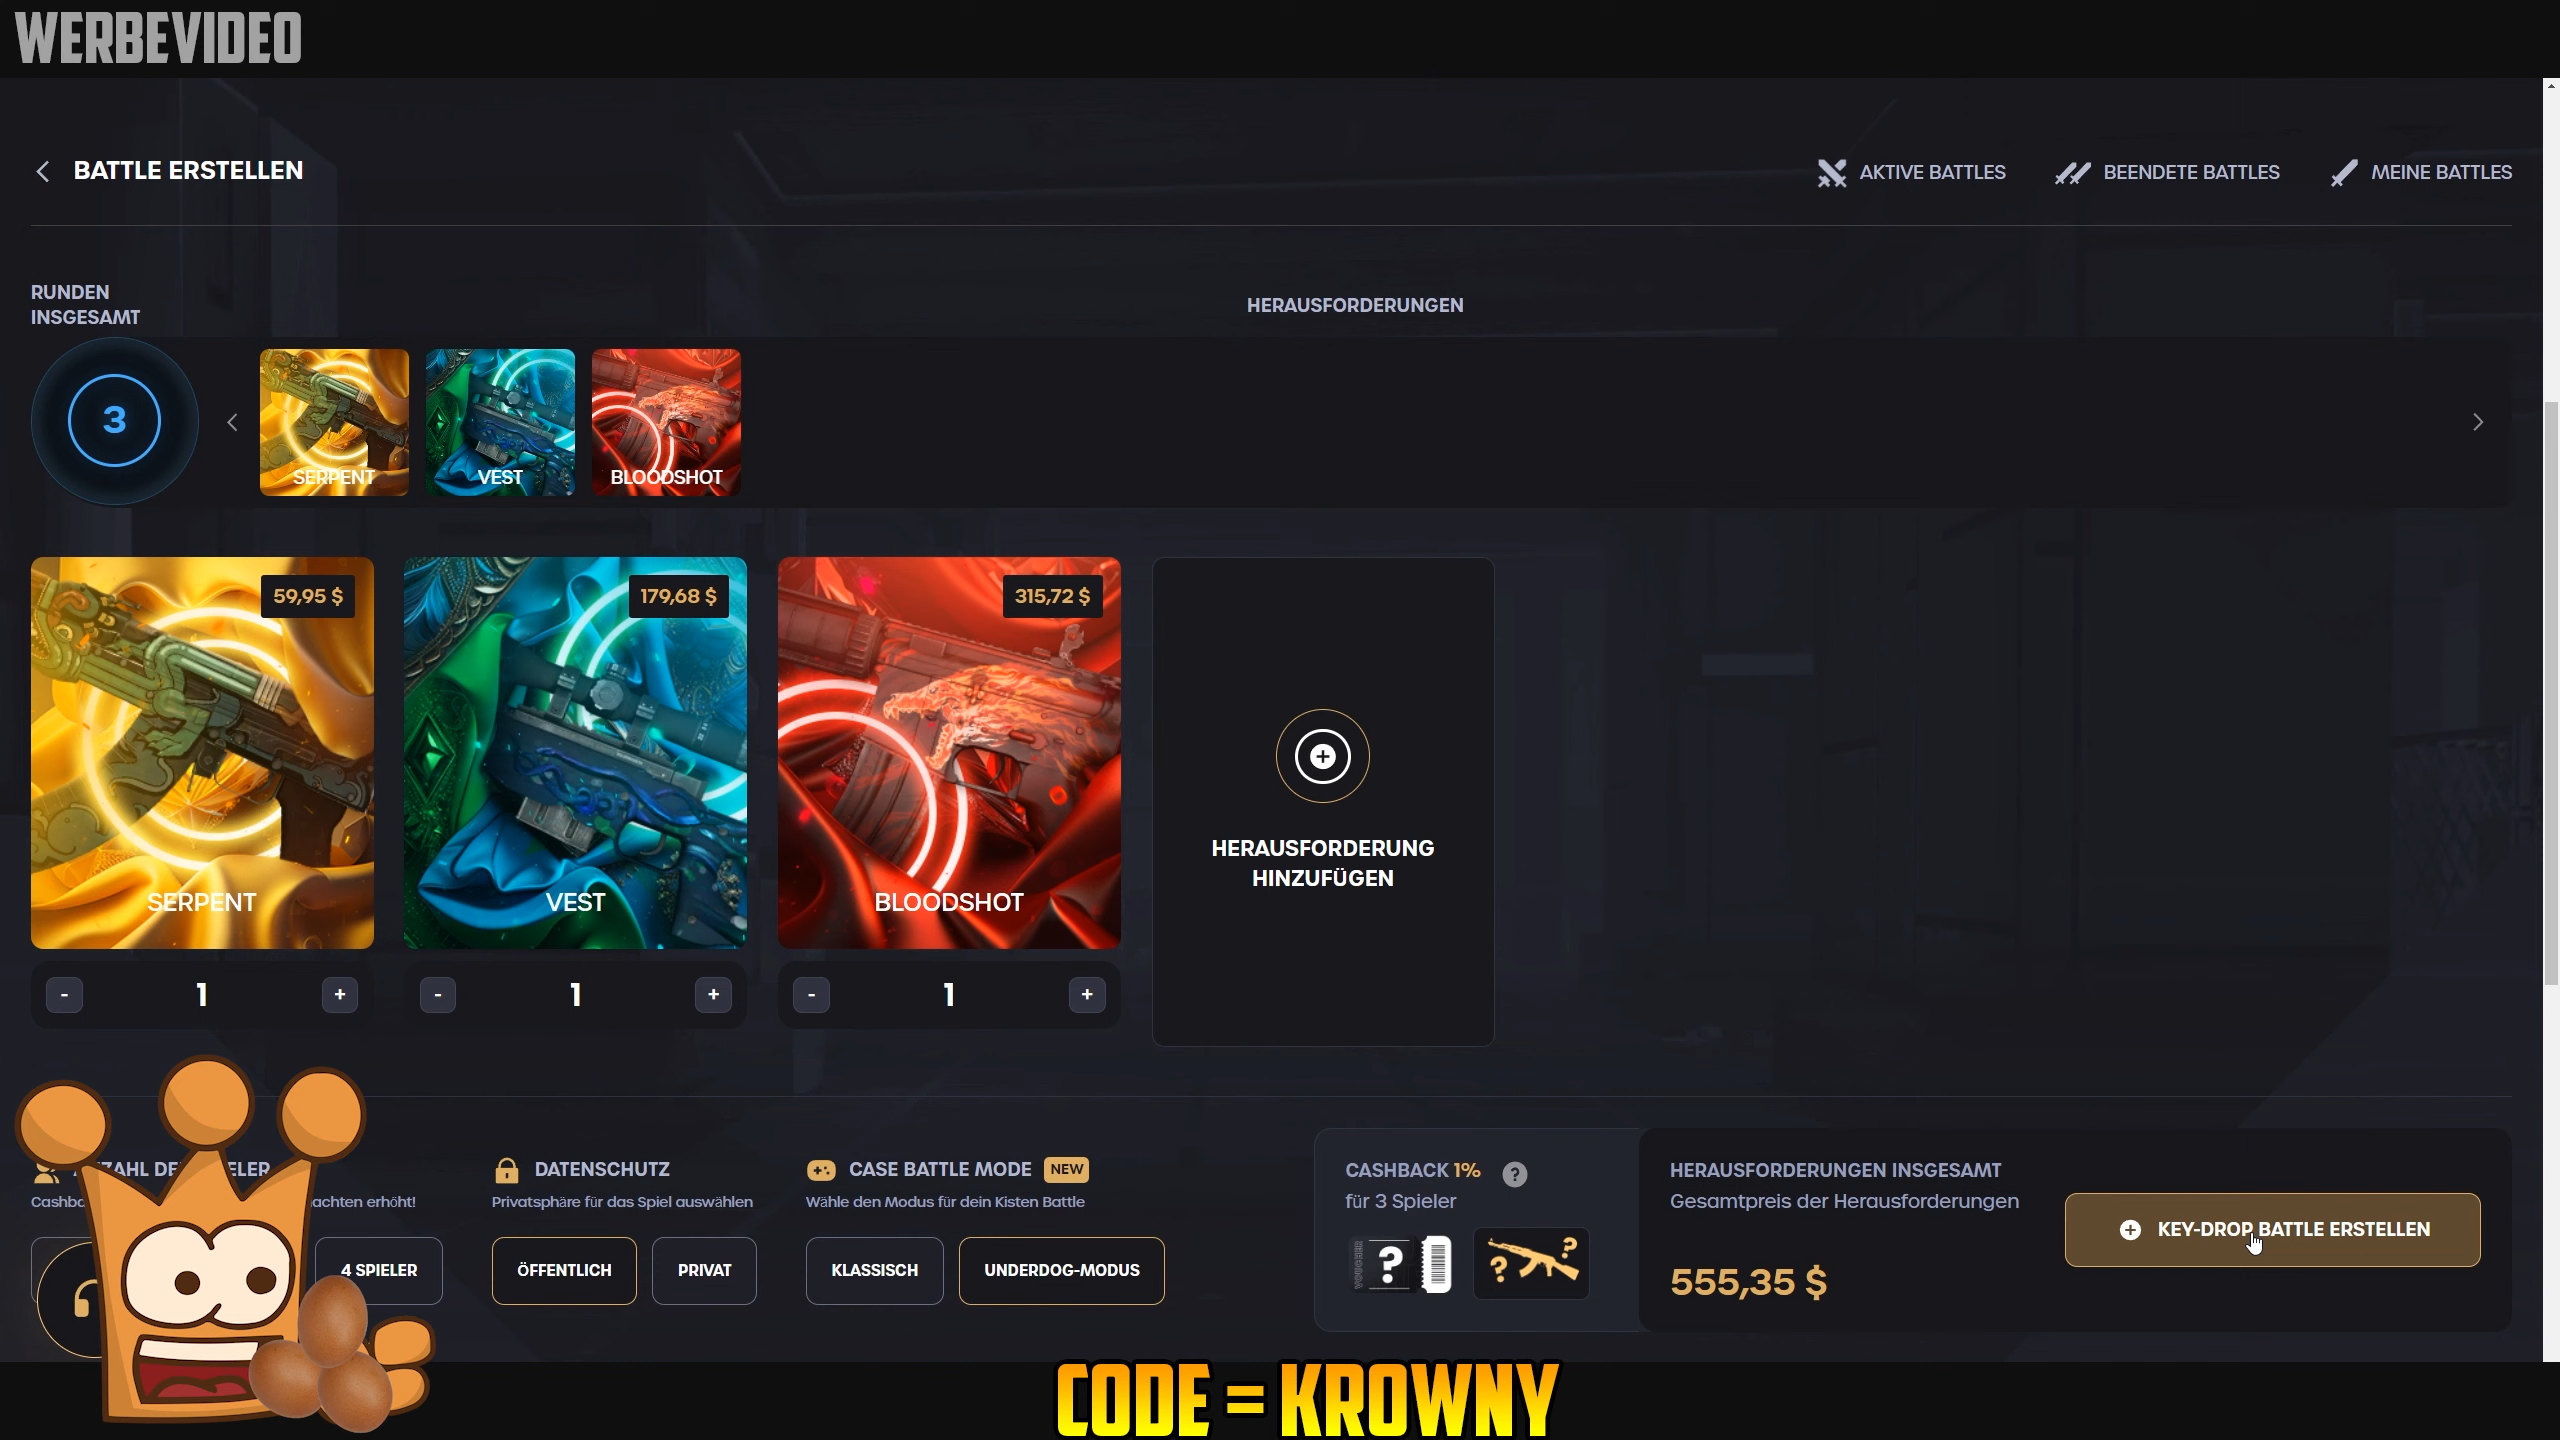 WERBEVIDEO
BATTLE ERSTELLEN
AKTIVE BATTLES
BEENDETE BATTLES
MEINE BATTLES
RUNDEN
INSGESAMT
HERAUSFORDERUNGEN
3
SERPENT
VEST
BLOODSHOT
59,95 $
179,68 $
315,72 $
SERPENT
VEST
BLOODSHOT
HERAUSFORDERUNG
HINZUFÜGEN
- 1 +
- 1 +
- 1 +
DATENSCHUTZ
Privatsphäre für das Spiel auswählen
ÖFFENTLICH
PRIVAT
4 SPIELER
CASE BATTLE MODE NEW
Wähle den Modus für dein Kisten Battle
KLASSISCH
UNDERDOG-MODUS
CASHBACK 1% ?
für 3 Spieler
VOUCHER ?
? ?
HERAUSFORDERUNGEN INSGESAMT
Gesamtpreis der Herausforderungen
555,35 $
KEY-DROP BATTLE ERSTELLEN
CODE = KROWNY